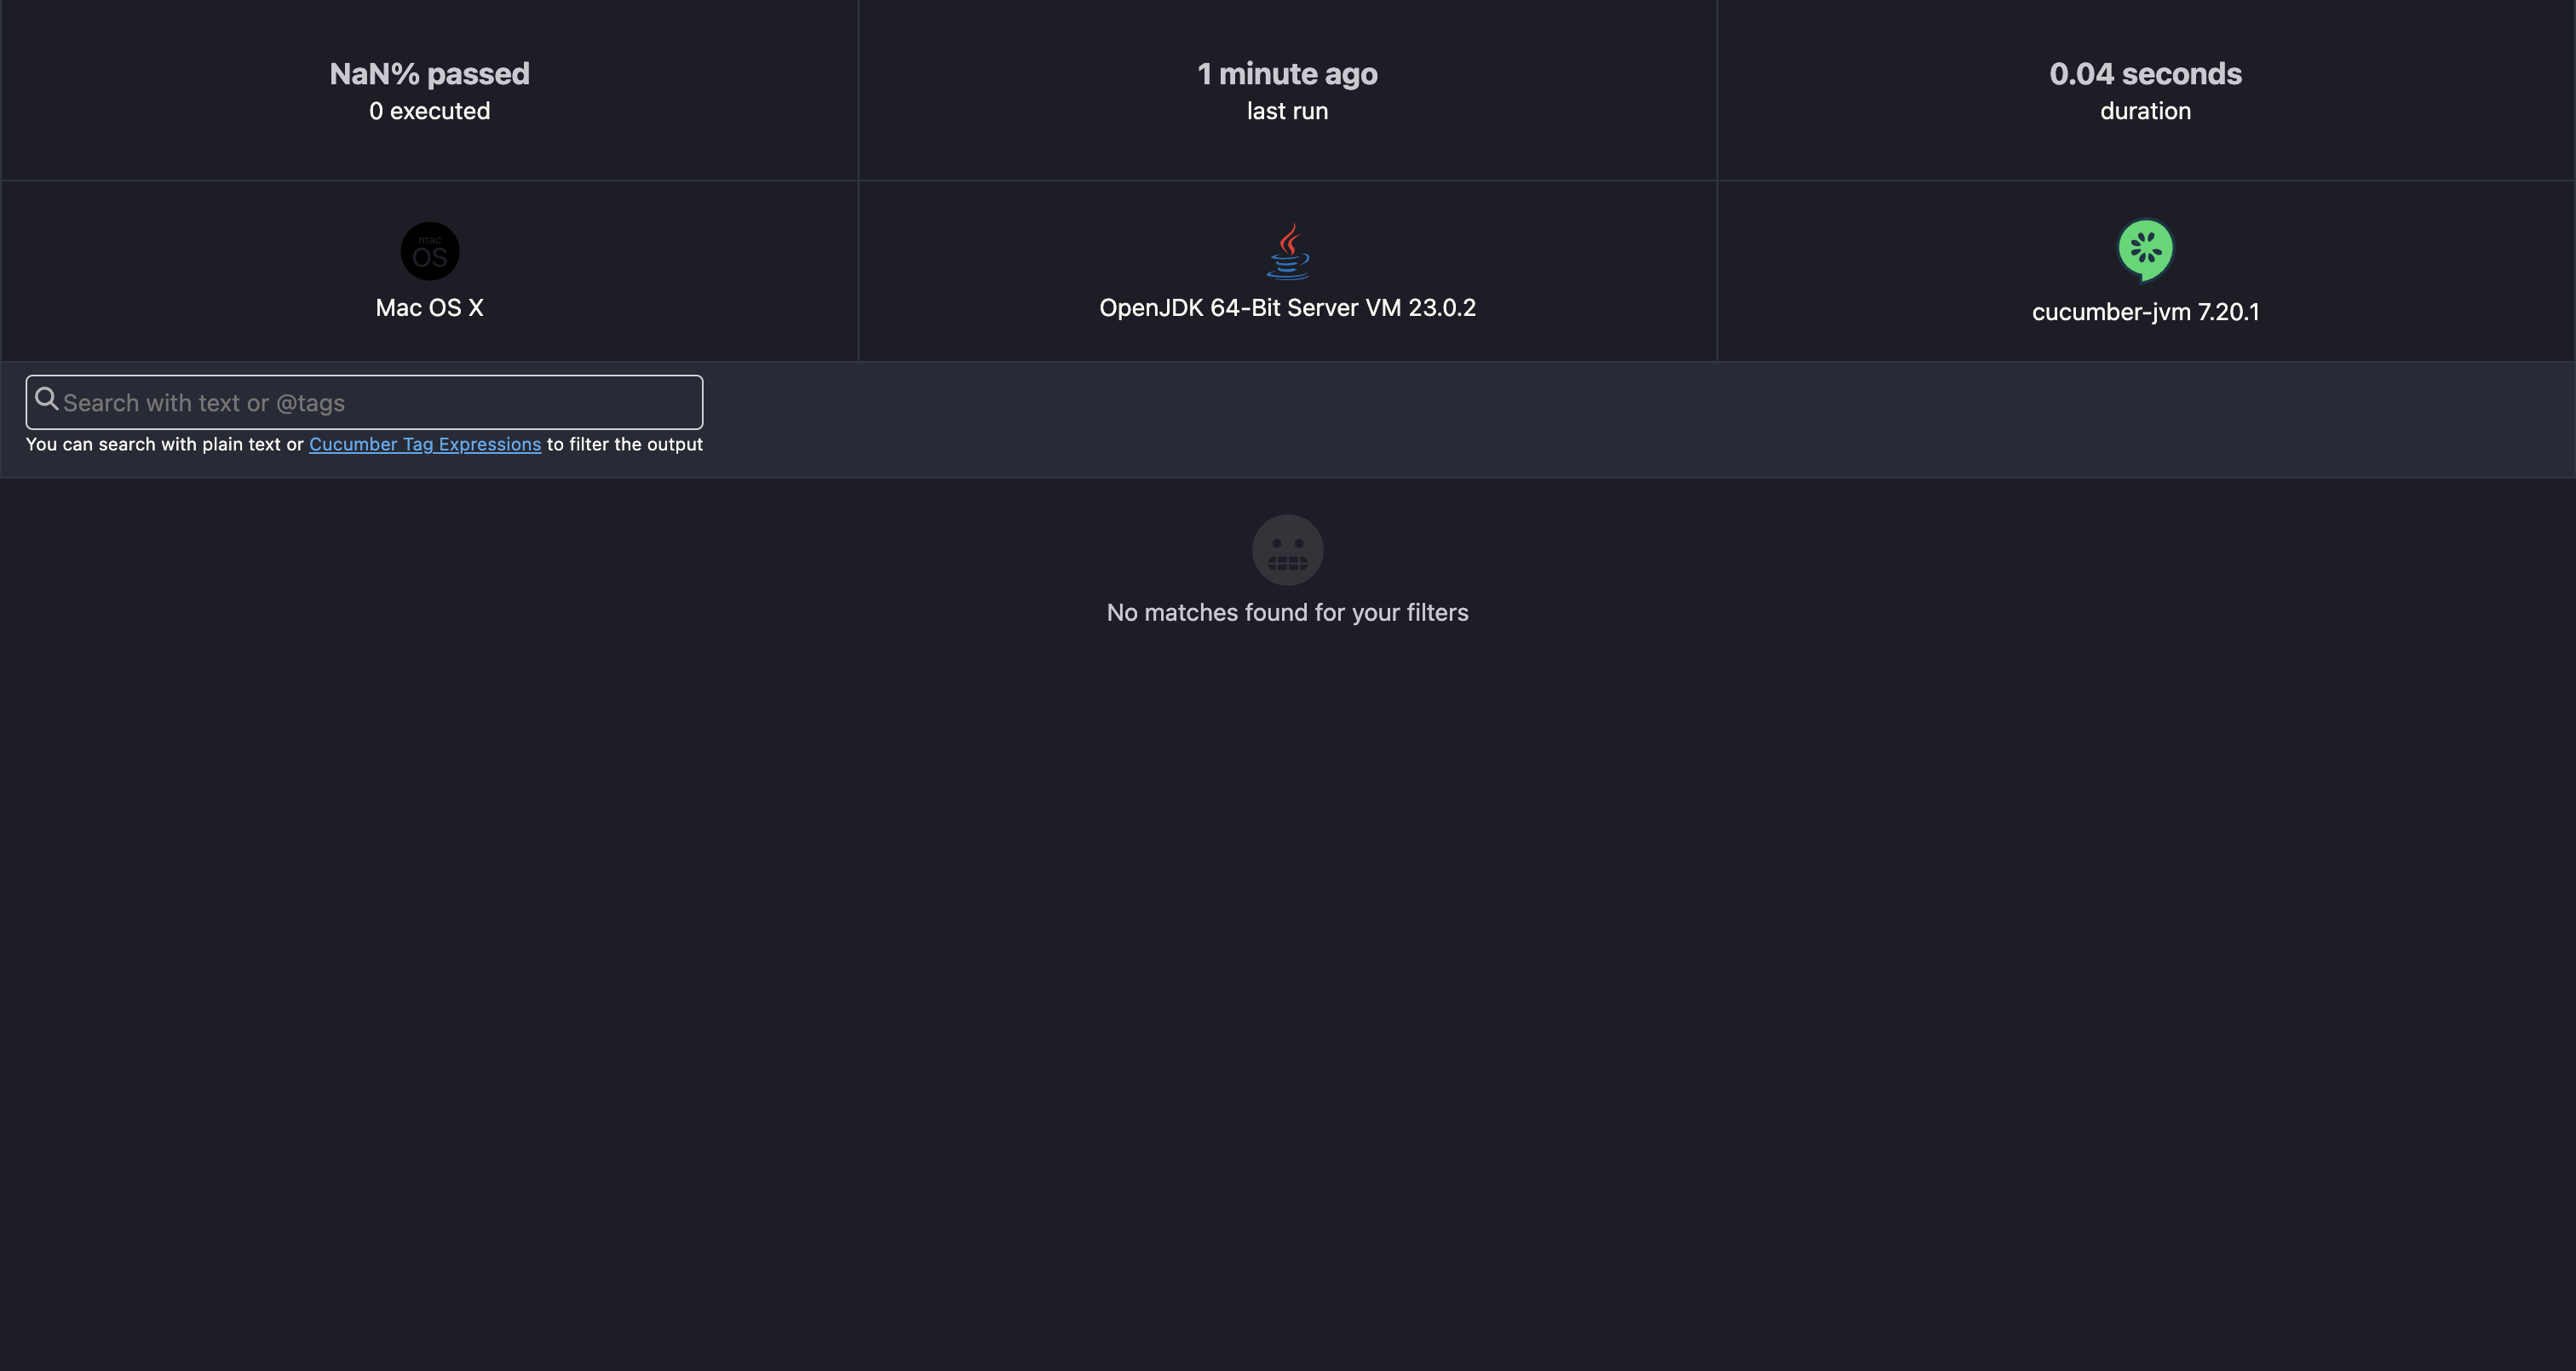 NaN% passed
0 executed
1 minute ago
last run
0.04 seconds
duration
mac
OS
Mac OS X
OpenJDK 64-Bit Server VM 23.0.2
cucumber-jvm 7.20.1
Search with text or @tags
You can search with plain text or Cucumber Tag Expressions to filter the output
No matches found for your filters